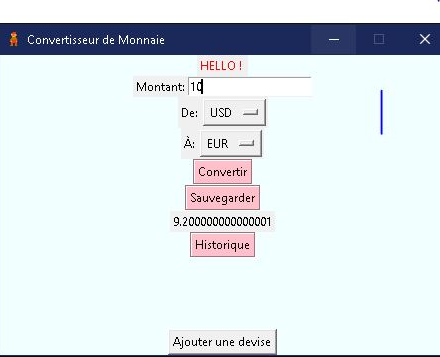 Convertisseur de Monnaie
HELLO !
Montant: 10
De: USD
À: EUR
Convertir
Sauvegarder
9.200000000000001
Historique
Ajouter une devise